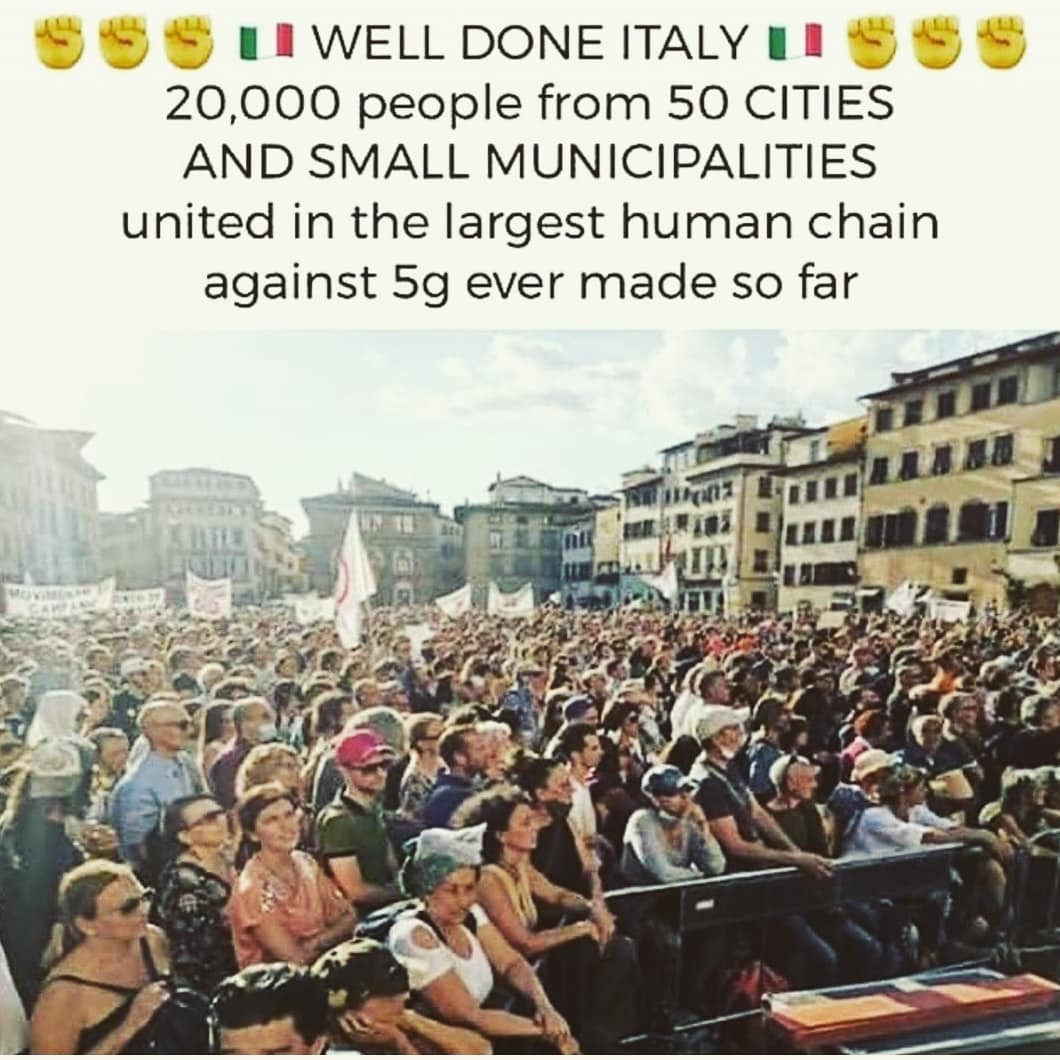 WELL DONE ITALY
20,000 people from 50 CITIES
AND SMALL MUNICIPALITIES
united in the largest human chain
against 5g ever made so far
MOVIMENTO